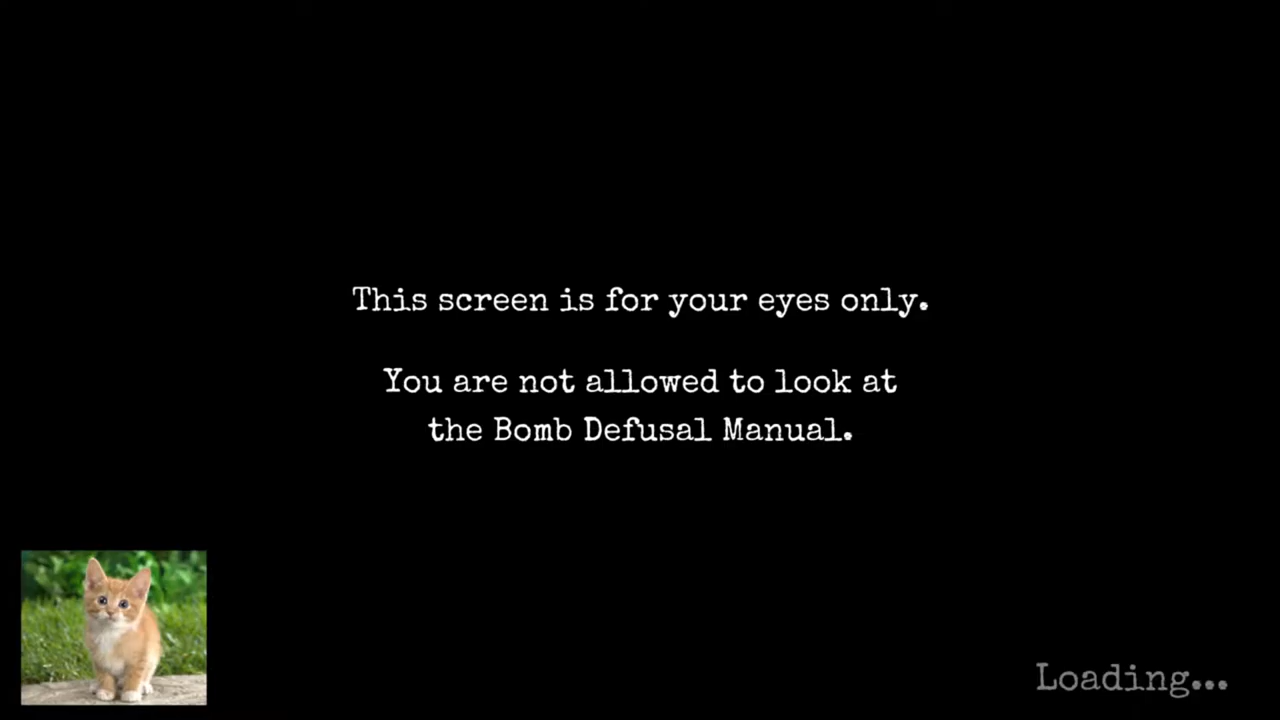 This screen is for your eyes only.
You are not allowed to look at
the Bomb Defusal Manual.
Loading...